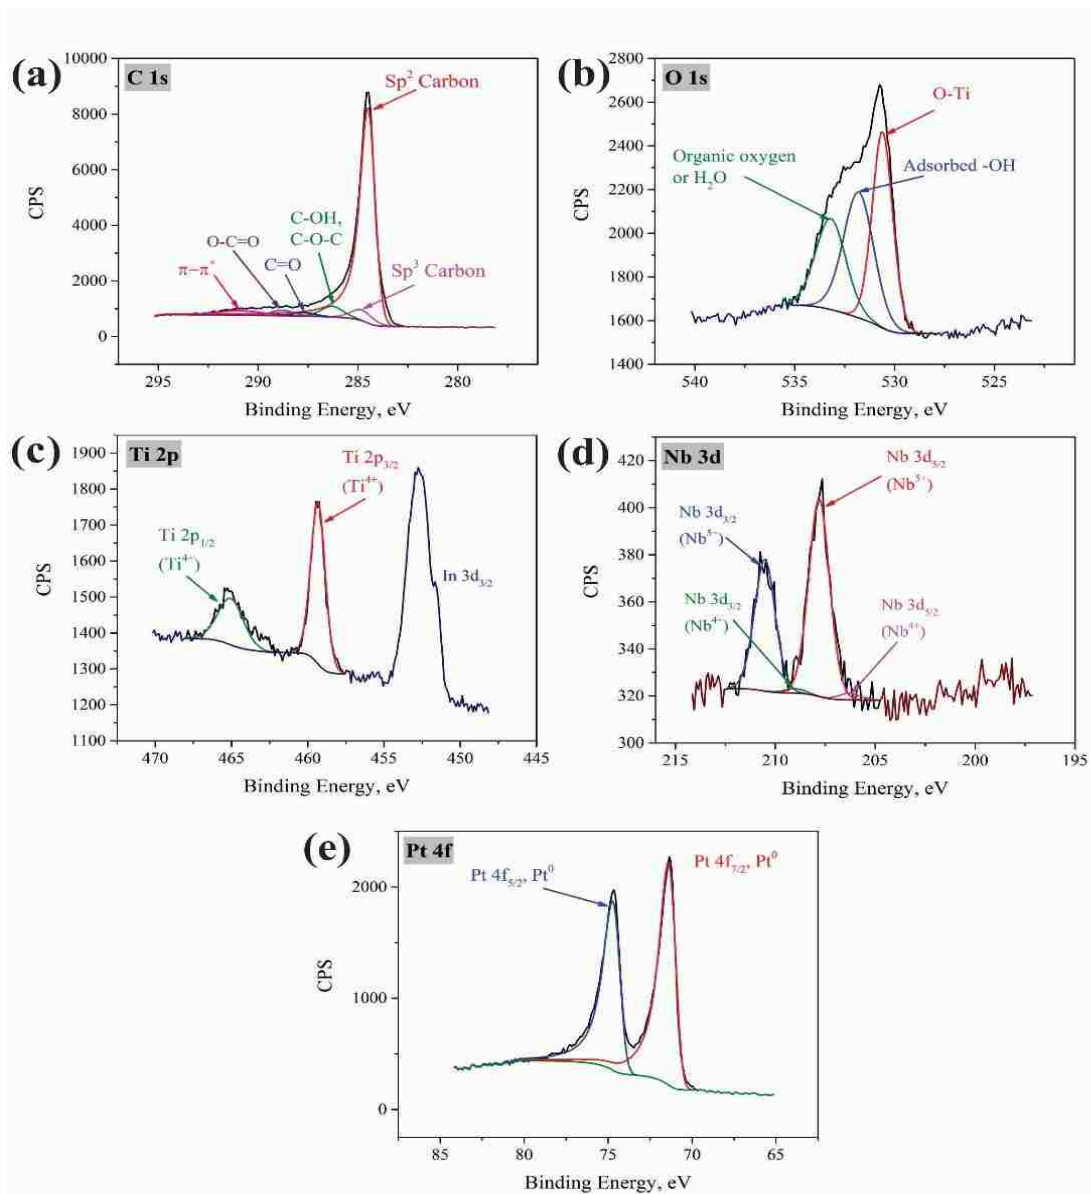 (a)
C 1s
10000
8000
6000
4000
2000
0
CPS
Sp² Carbon
C-OH,
C-O-C
O-C=O
C=O
π–π*
Sp³ Carbon
295
290
285
280
Binding Energy, eV
(b)
O 1s
2800
2600
2400
2200
2000
1800
1600
1400
CPS
O-Ti
Organic oxygen
or H₂O
Adsorbed -OH
540
535
530
525
Binding Energy, eV
(c)
Ti 2p
1900
1800
1700
1600
1500
1400
1300
1200
1100
CPS
Ti 2p₃/₂
(Ti⁴⁺)
Ti 2p₁/₂
(Ti⁴⁺)
In 3d₃/₂
470
465
460
455
450
445
Binding Energy, eV
(d)
Nb 3d
420
400
380
360
340
320
300
CPS
Nb 3d₅/₂
(Nb⁵⁺)
Nb 3d₃/₂
(Nb⁵⁺)
Nb 3d₃/₂
(Nb⁴⁺)
Nb 3d₅/₂
(Nb⁴⁺)
215
210
205
200
195
Binding Energy, eV
(e)
Pt 4f
2000
1000
0
CPS
Pt 4f₅/₂, Pt⁰
Pt 4f₇/₂, Pt⁰
85
80
75
70
65
Binding Energy, eV